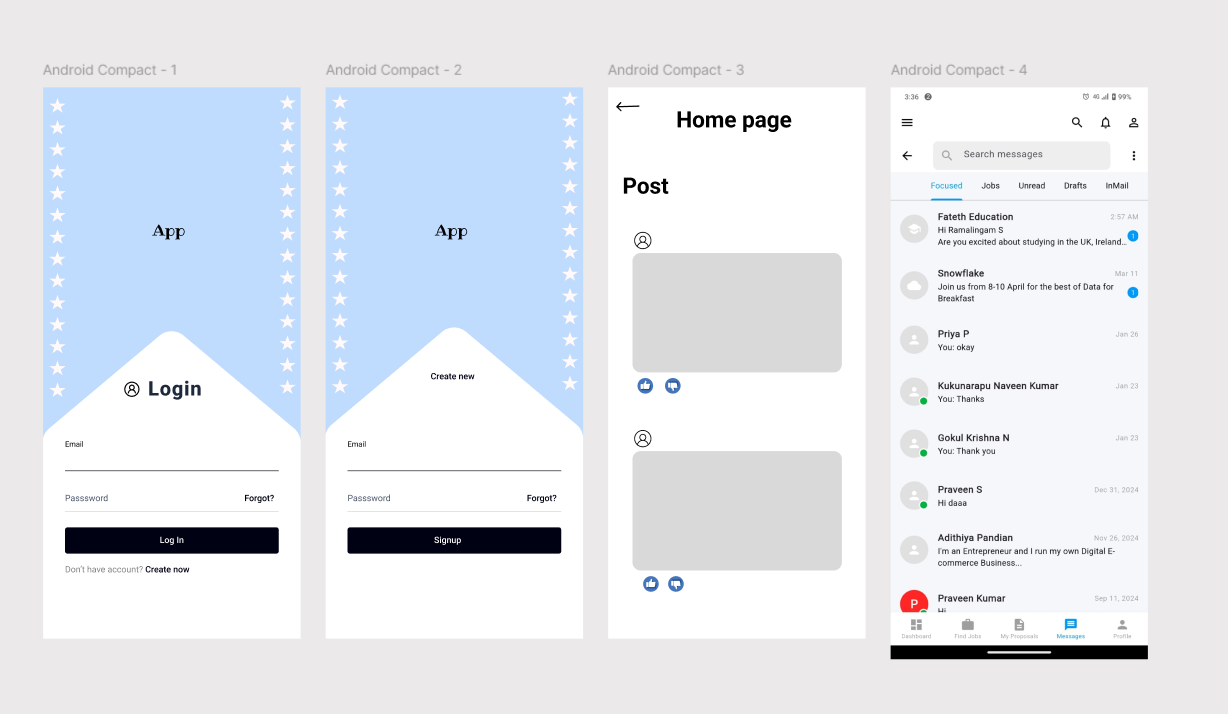 Android Compact - 1
App
Login
Email
Passsword
Forgot?
Log In
Don't have account? Create now
Android Compact - 2
App
Create new
Email
Passsword
Forgot?
Signup
Android Compact - 3
Home page
Post
Android Compact - 4
3:36
2
4G
99%
Search messages
Focused
Jobs
Unread
Drafts
InMail
Fateth Education
2:57 AM
Hi Ramalingam S
Are you excited about studying in the UK, Ireland...
1
Snowflake
Mar 11
Join us from 8-10 April for the best of Data for
Breakfast
1
Priya P
Jan 26
You: okay
Kukunarapu Naveen Kumar
Jan 23
You: Thanks
Gokul Krishna N
Jan 23
You: Thank you
Praveen S
Dec 31, 2024
Hi daaa
Adithiya Pandian
Nov 26, 2024
I'm an Entrepreneur and I run my own Digital E-
commerce Business...
P
Praveen Kumar
Sep 11, 2024
Hi
Dashboard
Find Jobs
My Proposals
Messages
Profile